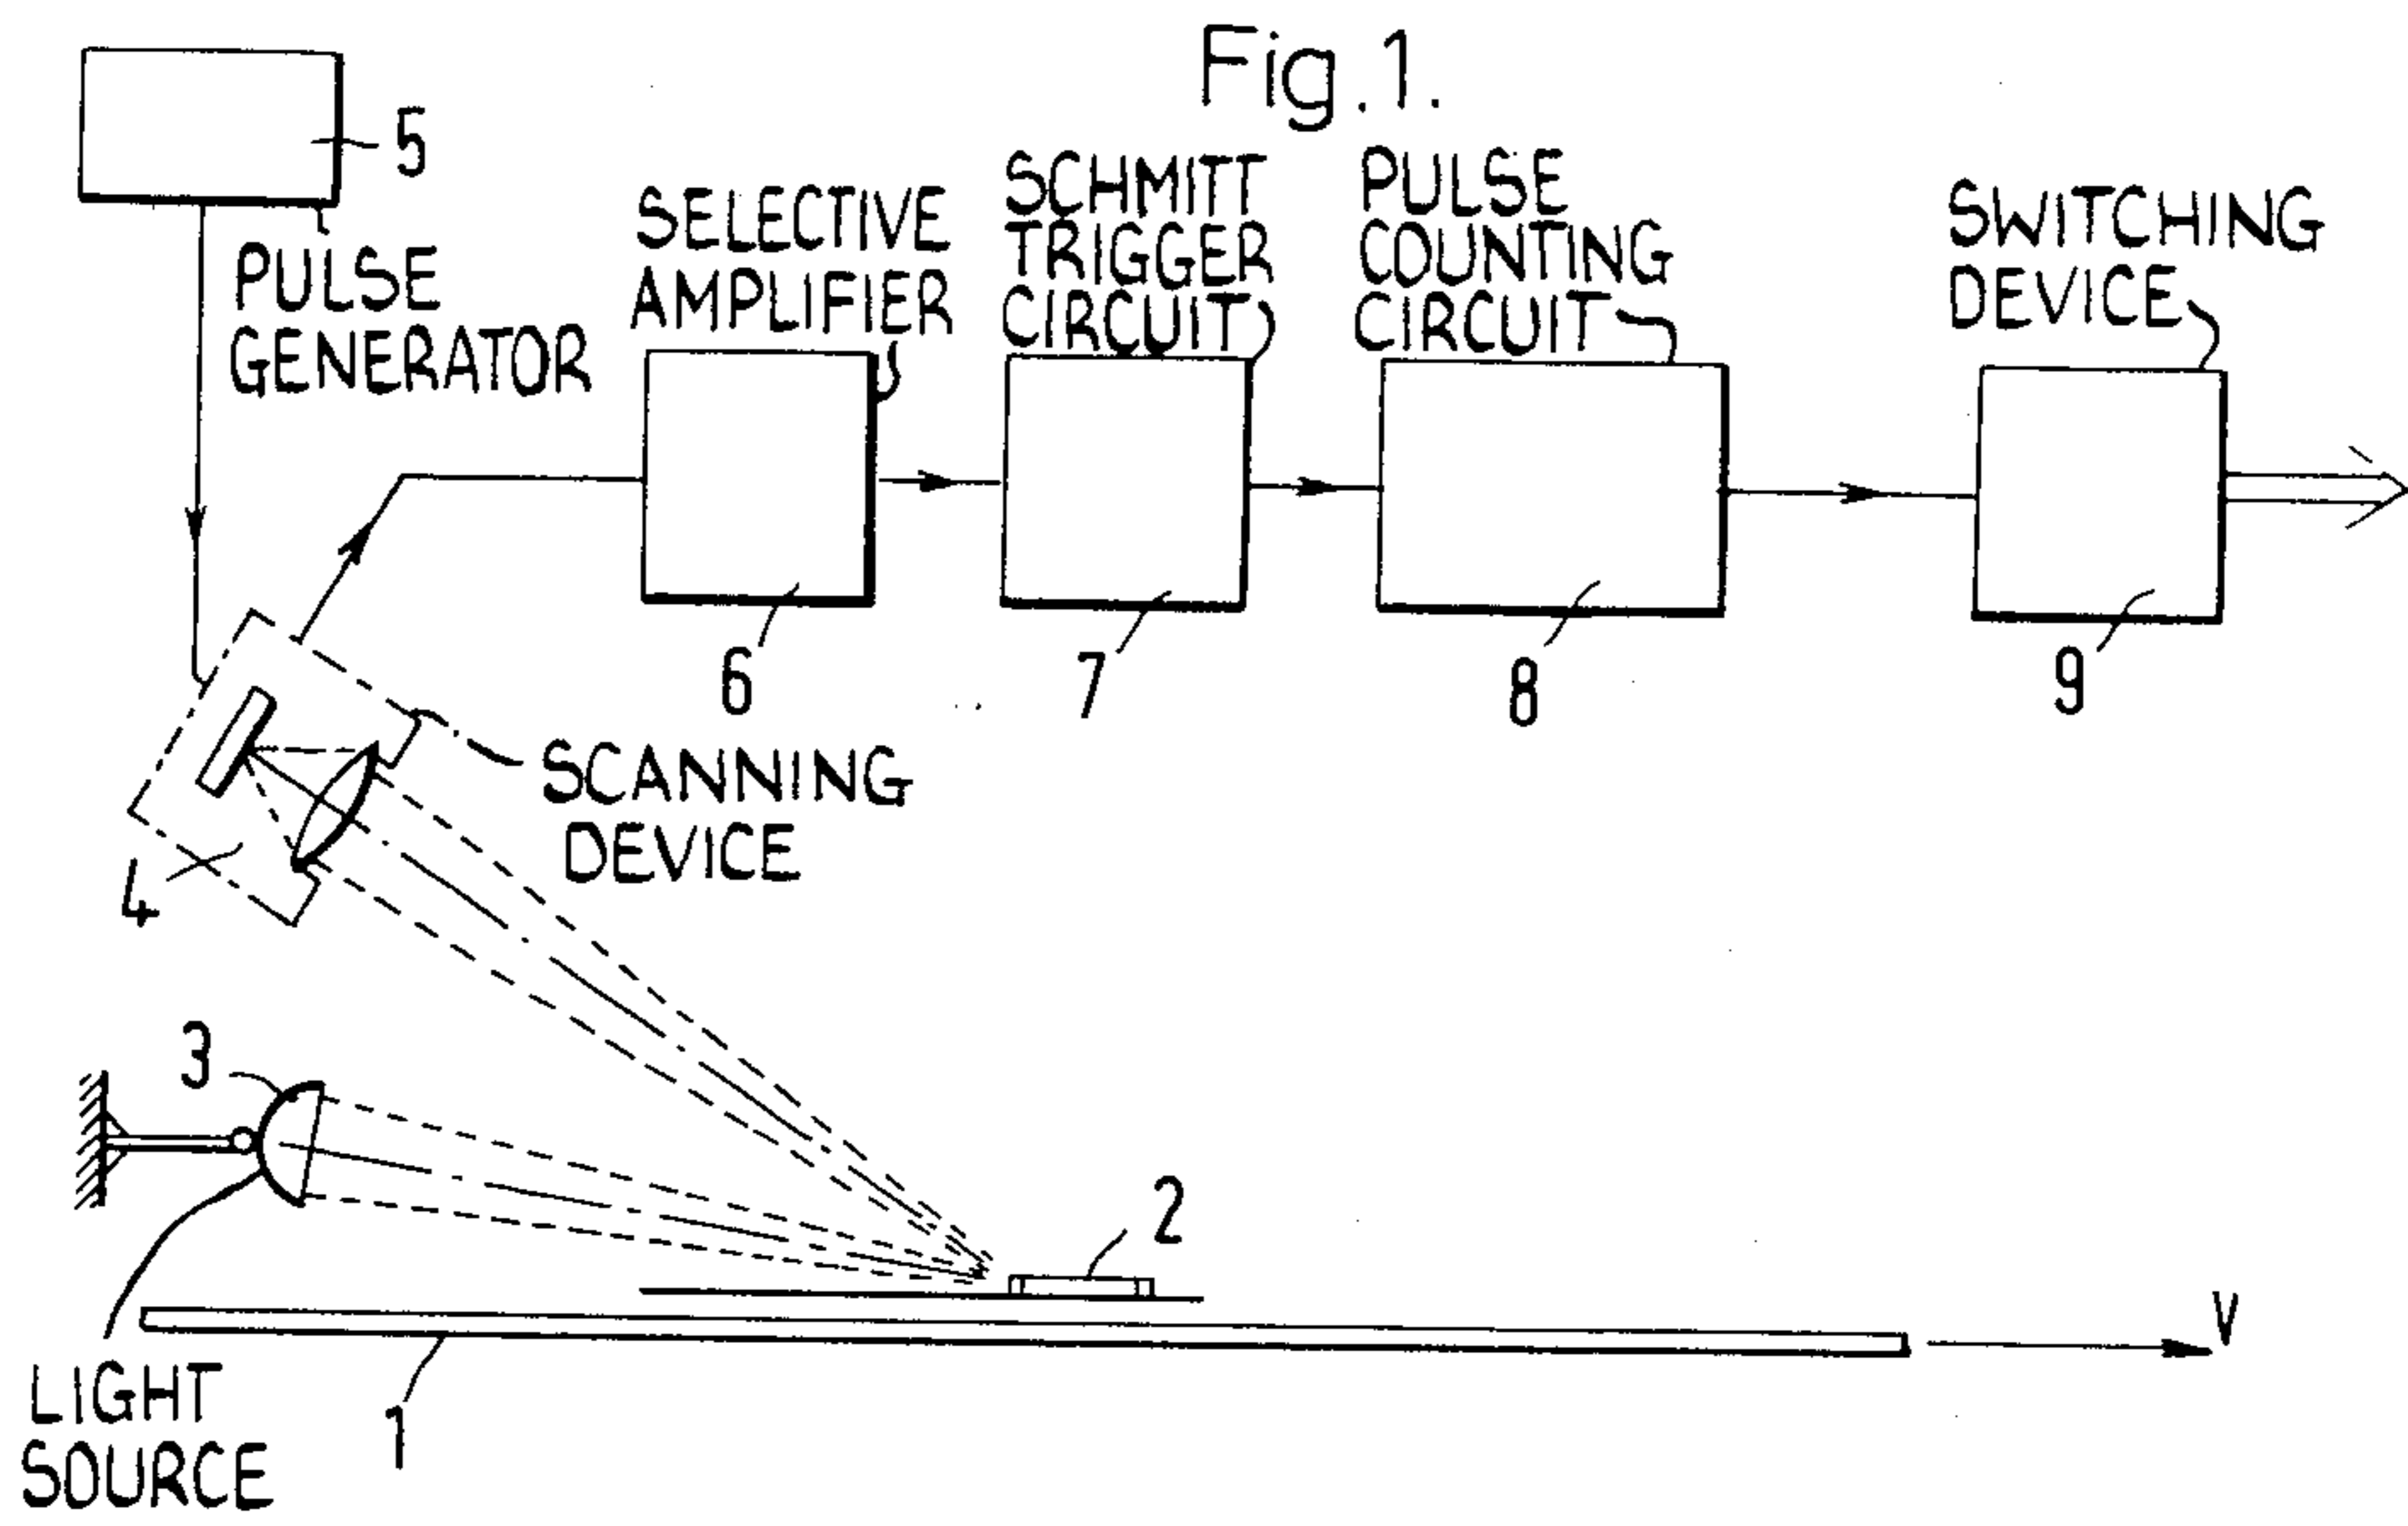 Fig.1.
5
PULSE
GENERATOR
SELECTIVE
AMPLIFIER
SCHMITT
TRIGGER
CIRCUIT
PULSE
COUNTING
CIRCUIT
SWITCHING
DEVICE
6
7
8
9
SCANNING
DEVICE
4
3
2
V
LIGHT
SOURCE
1